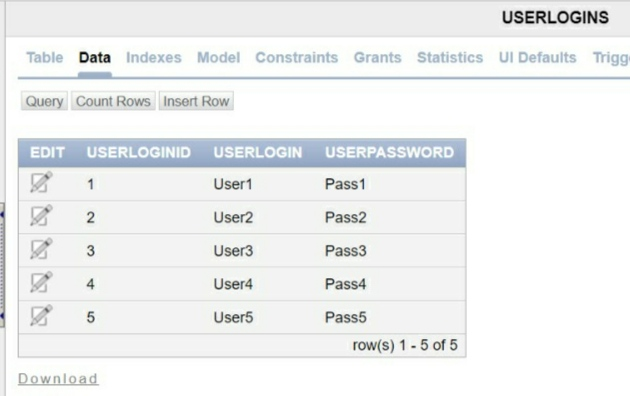 USERLOGINS
Table Data Indexes Model Constraints Grants Statistics UI Defaults Trigg
Query Count Rows Insert Row
EDIT USERLOGINID USERLOGIN USERPASSWORD
1 User1 Pass1
2 User2 Pass2
3 User3 Pass3
4 User4 Pass4
5 User5 Pass5
row(s) 1 - 5 of 5
Download